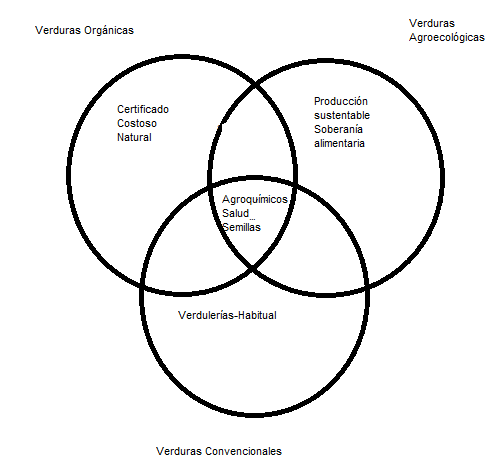 Verduras Orgánicas
Verduras
Agroecológicas
Certificado
Costoso
Natural
Producción
sustentable
Soberanía
alimentaria
Agroquímicos
Salud_
Semillas
Verdulerías-Habitual
Verduras Convencionales